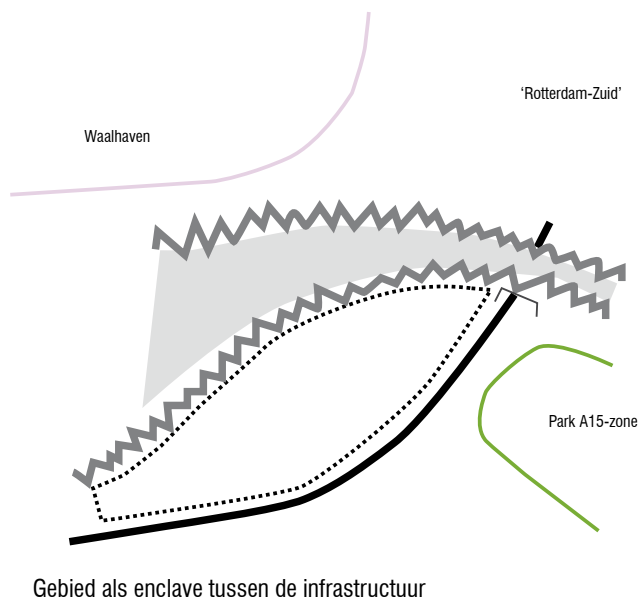 ‘Rotterdam-Zuid’
Waalhaven
Park A15-zone
Gebied als enclave tussen de infrastructuur